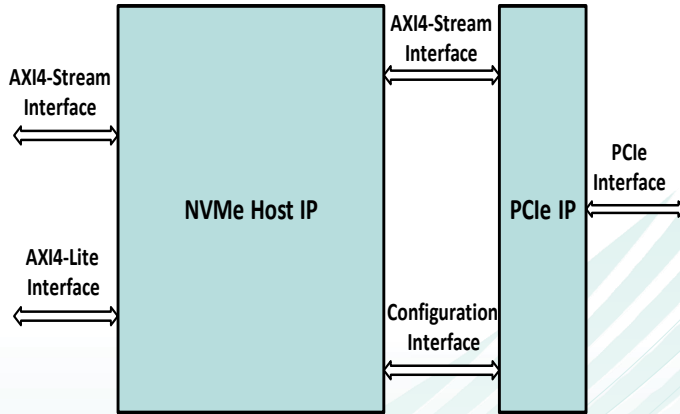 AXI4-Stream
Interface
AXI4-Stream
Interface
PCIe
Interface
NVMe Host IP
PCIe IP
AXI4-Lite
Interface
Configuration
Interface